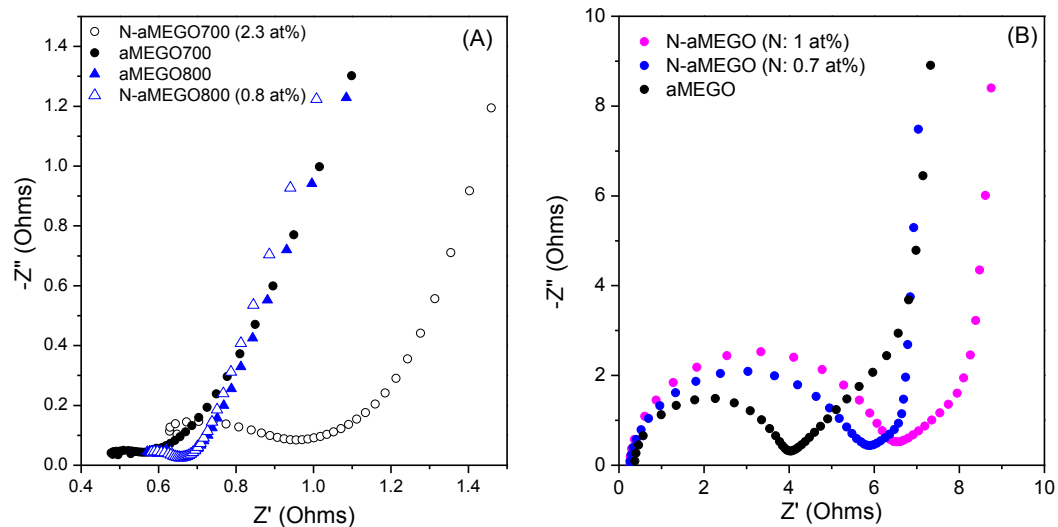 (A)
N-aMEGO700 (2.3 at%)
aMEGO700
aMEGO800
N-aMEGO800 (0.8 at%)
1.4
1.2
1.0
0.8
0.6
0.4
0.2
0.0
-Z" (Ohms)
0.4 0.6 0.8 1.0 1.2 1.4
Z' (Ohms)
(B)
N-aMEGO (N: 1 at%)
N-aMEGO (N: 0.7 at%)
aMEGO
10
8
6
4
2
0
-Z" (Ohms)
0 2 4 6 8 10
Z' (Ohms)